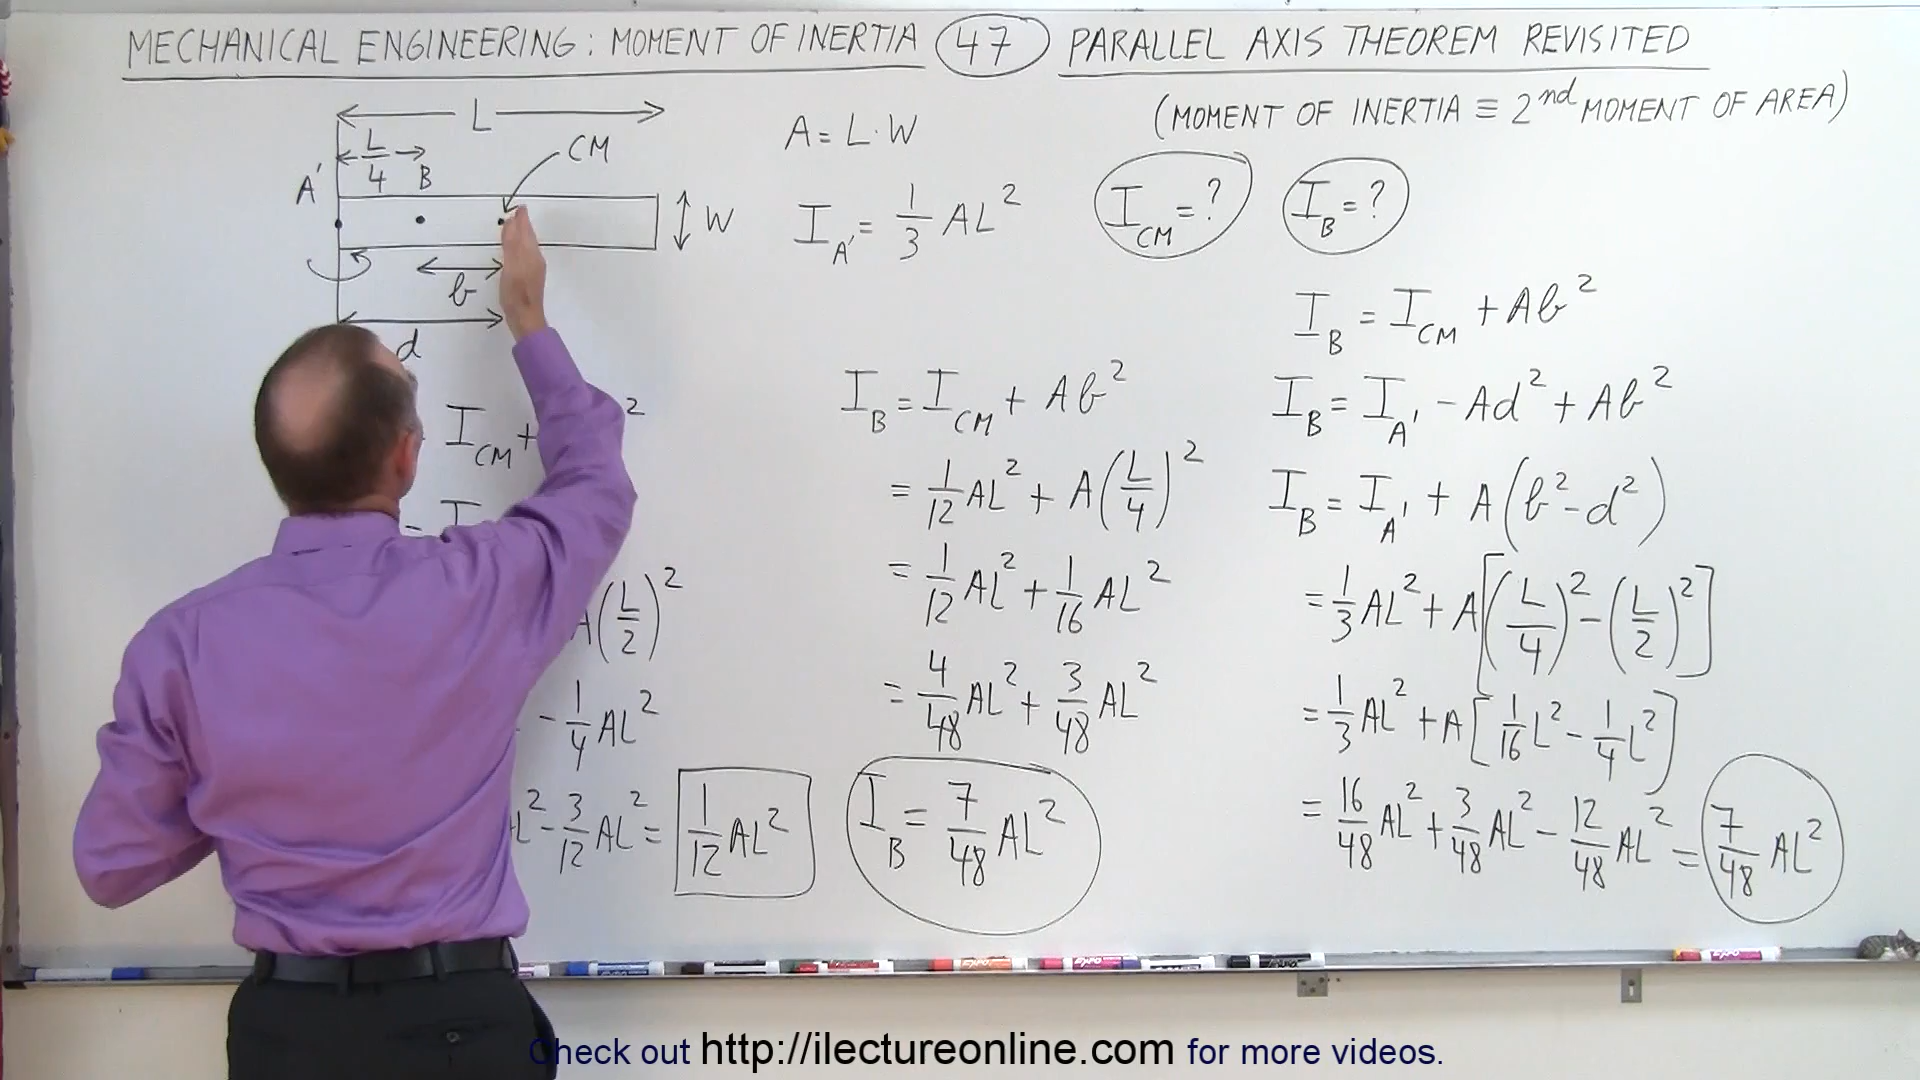 MECHANICAL ENGINEERING: MOMENT OF INERTIA 47 PARALLEL AXIS THEOREM REVISITED
(MOMENT OF INERTIA ≡ 2nd MOMENT OF AREA)
L
L/4
A'
B
CM
W
b
d
A = L·W
I_A' = 1/3 AL²
I_CM = ?
I_B = ?
I_CM +
²
(L/2)²
- 1/4 AL²
L² - 3/12 AL² = 1/12 AL²
I_B = I_CM + Ab²
= 1/12 AL² + A(L/4)²
= 1/12 AL² + 1/16 AL²
= 4/48 AL² + 3/48 AL²
I_B = 7/48 AL²
I_B = I_CM + Ab²
I_B = I_A' - Ad² + Ab²
I_B = I_A' + A(b² - d²)
= 1/3 AL² + A[(L/4)² - (L/2)²]
= 1/3 AL² + A[1/16 L² - 1/4 L²]
= 16/48 AL² + 3/48 AL² - 12/48 AL² = 7/48 AL²
Check out http://ilectureonline.com for more videos.